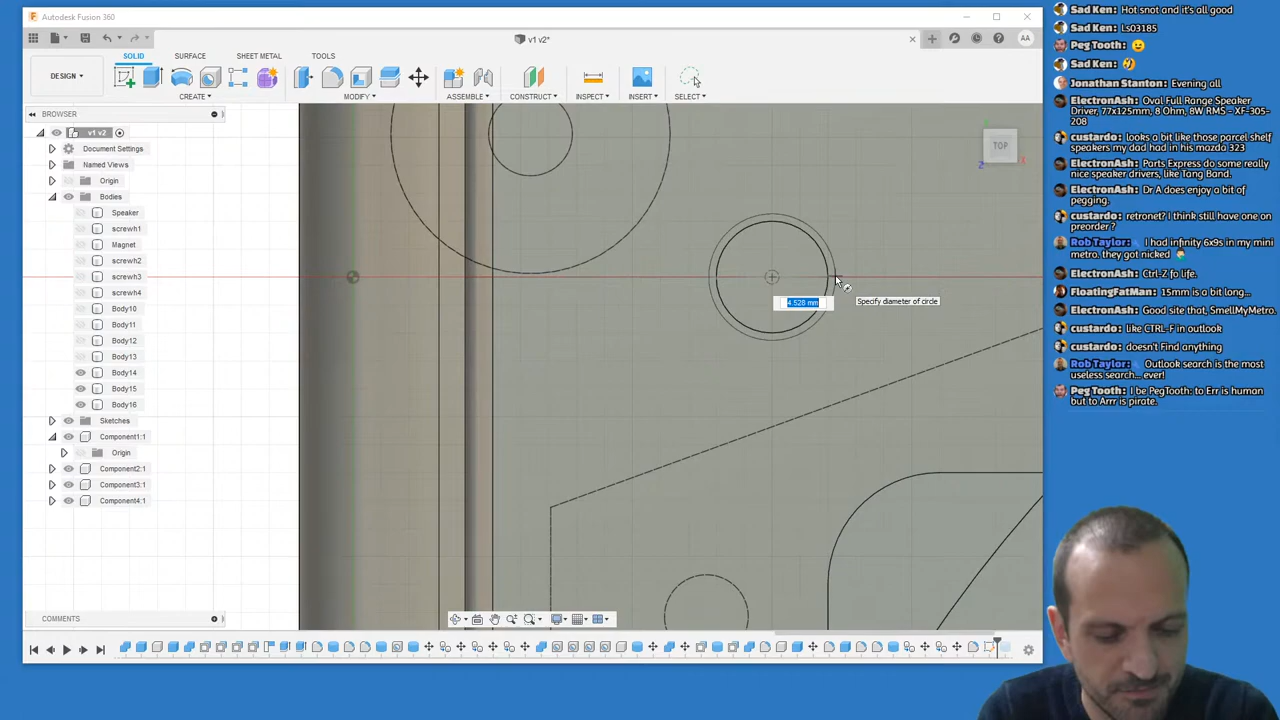 Autodesk Fusion 360
v1 v2*
AA
SOLID SURFACE SHEET METAL TOOLS
DESIGN
CREATE MODIFY ASSEMBLE CONSTRUCT INSPECT INSERT SELECT
BROWSER
v1 v2
Document Settings
Named Views
Origin
Bodies
Speaker
screwh1
Magnet
screwh2
screwh3
screwh4
Body10
Body11
Body12
Body13
Body14
Body15
Body16
Sketches
Component1:1
Origin
Component2:1
Component3:1
Component4:1
COMMENTS
TOP
X
Z
4.528 mm
Specify diameter of circle
Sad Ken: Hot snot and it's all good
Sad Ken: Ls03185
Peg Tooth:
Sad Ken:
Jonathan Stanton: Evening all
ElectronAsh: Oval Full Range Speaker
Driver, 77x125mm, 8 Ohm, 8W RMS - XF-305-
208
custardo: looks a bit like those parcel shelf
speakers my dad had in his mazda 323
ElectronAsh: Parts Express do some really
nice speaker drivers, like Tang Band.
ElectronAsh: Dr A does enjoy a bit of
pegging.
custardo: retronet? I think still have one on
preorder?
Rob Taylor: I had infinity 6x9s in my mini
metro. they got nicked
ElectronAsh: Ctrl-Z fo life.
FloatingFatMan: 15mm is a bit long...
ElectronAsh: Good site that, SmellMyMetro.
custardo: like CTRL-F in outlook
custardo: doesn't Find anything
Rob Taylor: Outlook search is the most
useless search... ever!
Peg Tooth: I be PegTooth: to Err is human
but to Arrr is pirate.